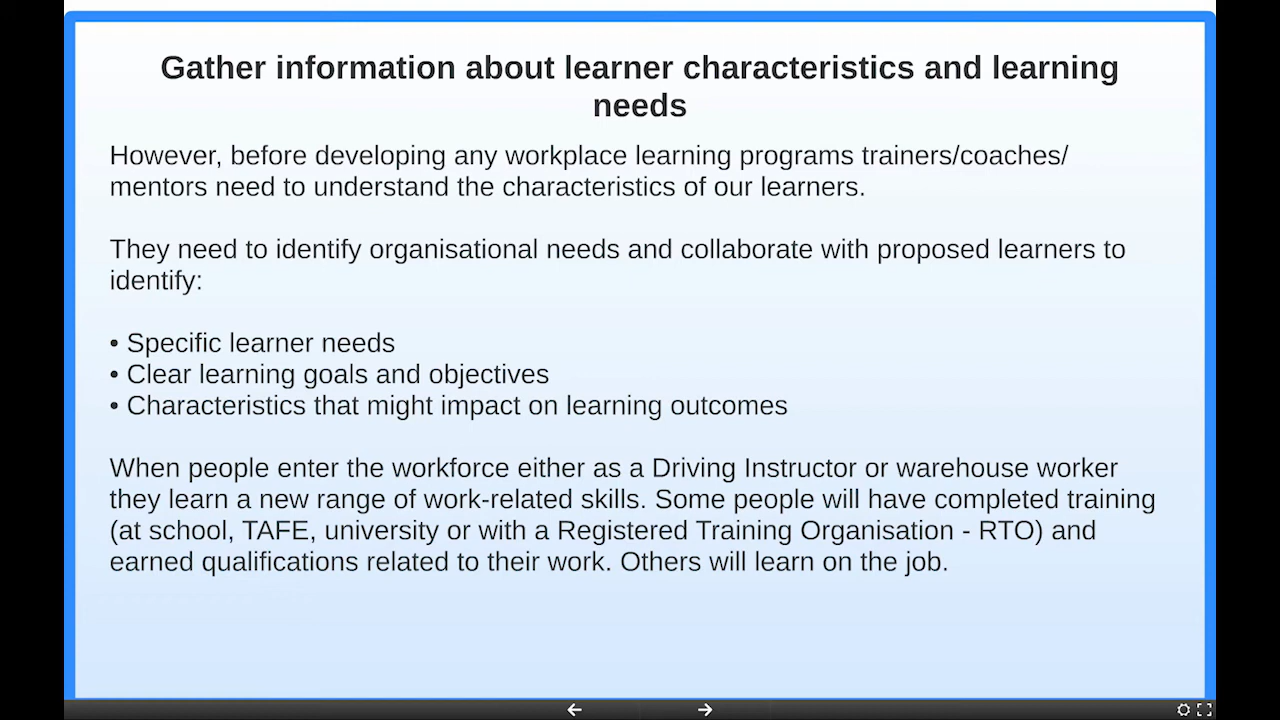 Gather information about learner characteristics and learning
needs
However, before developing any workplace learning programs trainers/coaches/
mentors need to understand the characteristics of our learners.
They need to identify organisational needs and collaborate with proposed learners to
identify:
• Specific learner needs
• Clear learning goals and objectives
• Characteristics that might impact on learning outcomes
When people enter the workforce either as a Driving Instructor or warehouse worker
they learn a new range of work-related skills. Some people will have completed training
(at school, TAFE, university or with a Registered Training Organisation - RTO) and
earned qualifications related to their work. Others will learn on the job.